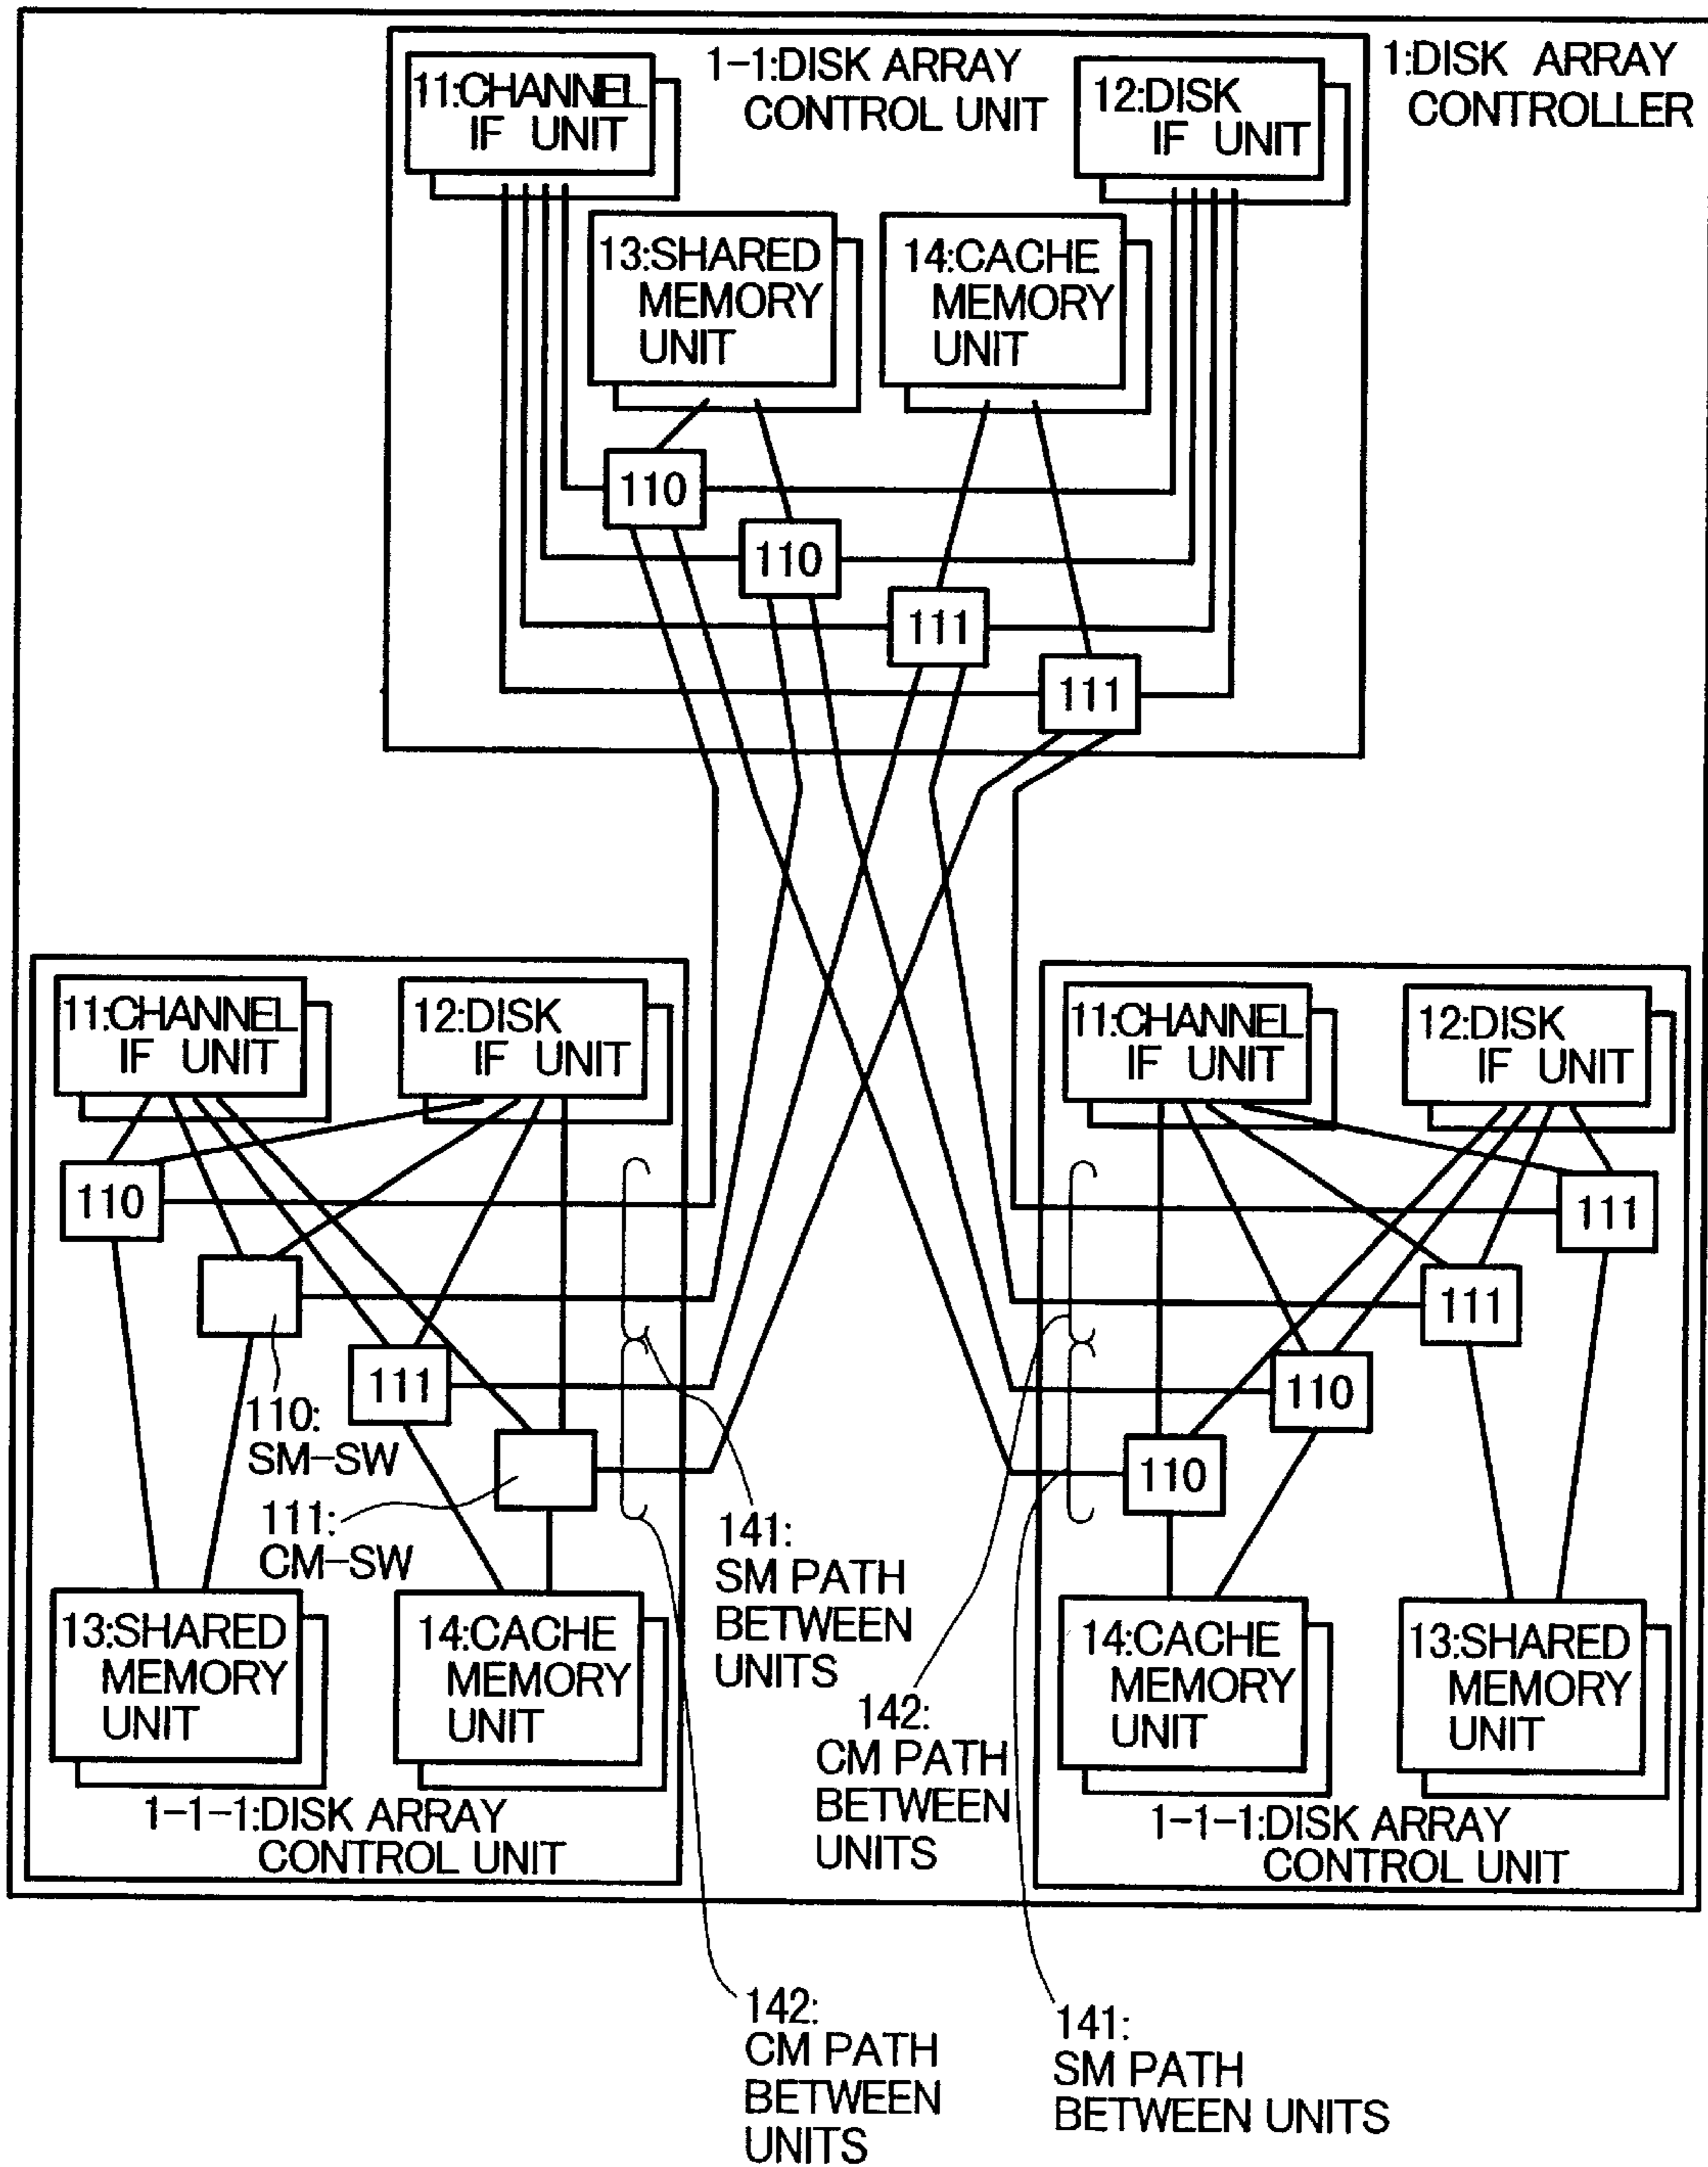 1:DISK ARRAY
CONTROLLER
1-1:DISK ARRAY
CONTROL UNIT
11:CHANNEL
IF UNIT
12:DISK
IF UNIT
13:SHARED
MEMORY
UNIT
14:CACHE
MEMORY
UNIT
110
110
111
111
11:CHANNEL
IF UNIT
12:DISK
IF UNIT
110
111
110:
SM-SW
111:
CM-SW
13:SHARED
MEMORY
UNIT
14:CACHE
MEMORY
UNIT
1-1-1:DISK ARRAY
CONTROL UNIT
141:
SM PATH
BETWEEN
UNITS
142:
CM PATH
BETWEEN
UNITS
11:CHANNEL
IF UNIT
12:DISK
IF UNIT
111
111
110
110
14:CACHE
MEMORY
UNIT
13:SHARED
MEMORY
UNIT
1-1-1:DISK ARRAY
CONTROL UNIT
142:
CM PATH
BETWEEN
UNITS
141:
SM PATH
BETWEEN UNITS